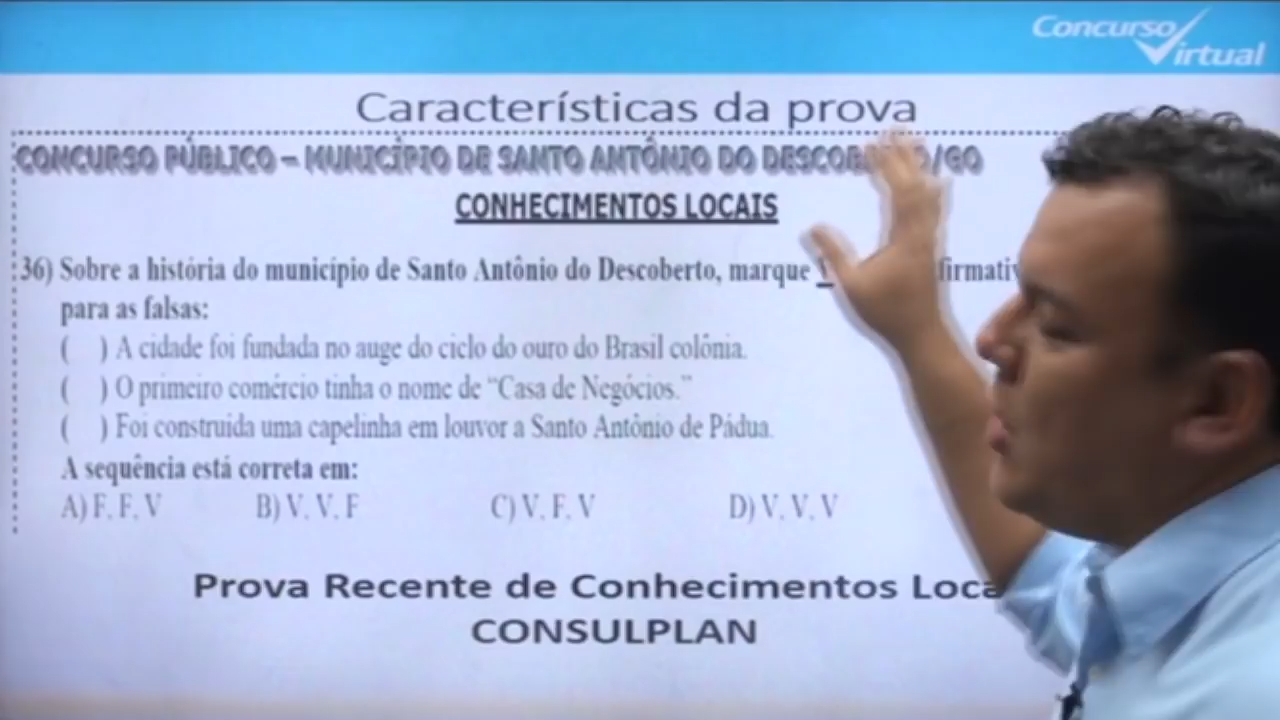 Concurso
Virtual
Características da prova
CONCURSO PÚBLICO – MUNICÍPIO DE SANTO ANTÔNIO DO DESCOBERTO/GO
CONHECIMENTOS LOCAIS
36) Sobre a história do município de Santo Antônio do Descoberto, marque
para as falsas:
( ) A cidade foi fundada no auge do ciclo do ouro do Brasil colônia.
( ) O primeiro comércio tinha o nome de “Casa de Negócios.”
( ) Foi construída uma capelinha em louvor a Santo Antônio de Pádua.
A sequência está correta em:
A) F, F, V B) V, V, F C) V, F, V D) V, V, V
Prova Recente de Conhecimentos Loca
CONSULPLAN